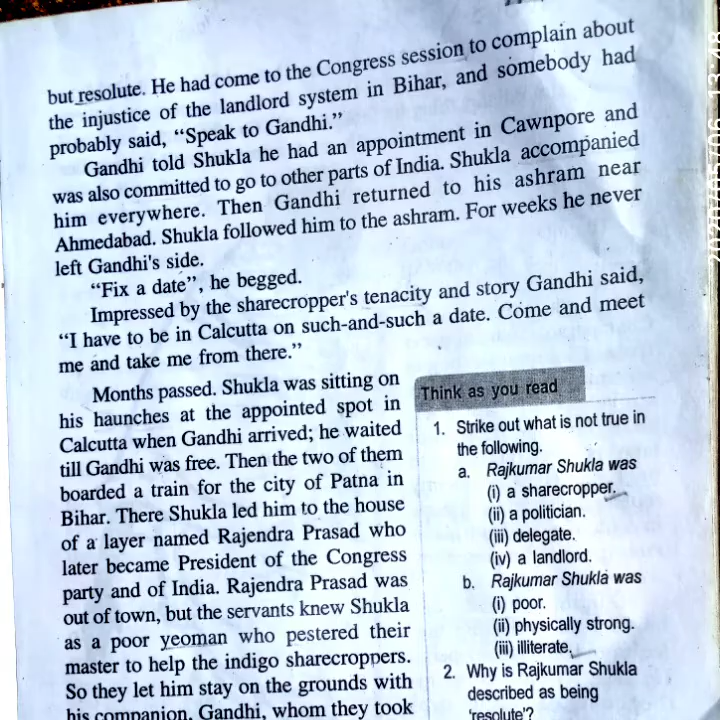 but resolute. He had come to the Congress session to complain about
the injustice of the landlord system in Bihar, and somebody had
probably said, “Speak to Gandhi.”
Gandhi told Shukla he had an appointment in Cawnpore and
was also committed to go to other parts of India. Shukla accompanied
him everywhere. Then Gandhi returned to his ashram near
Ahmedabad. Shukla followed him to the ashram. For weeks he never
left Gandhi's side.
“Fix a date”, he begged.
Impressed by the sharecropper's tenacity and story Gandhi said,
“I have to be in Calcutta on such-and-such a date. Come and meet
me and take me from there.”
Months passed. Shukla was sitting on
his haunches at the appointed spot in
Calcutta when Gandhi arrived; he waited
till Gandhi was free. Then the two of them
boarded a train for the city of Patna in
Bihar. There Shukla led him to the house
of a layer named Rajendra Prasad who
later became President of the Congress
party and of India. Rajendra Prasad was
out of town, but the servants knew Shukla
as a poor yeoman who pestered their
master to help the indigo sharecroppers.
So they let him stay on the grounds with
his companion, Gandhi, whom they took
Think as you read
1. Strike out what is not true in
the following.
a. Rajkumar Shukla was
(i) a sharecropper.
(ii) a politician.
(iii) delegate.
(iv) a landlord.
b. Rajkumar Shukla was
(i) poor.
(ii) physically strong.
(iii) illiterate.
2. Why is Rajkumar Shukla
described as being
'resolute'?